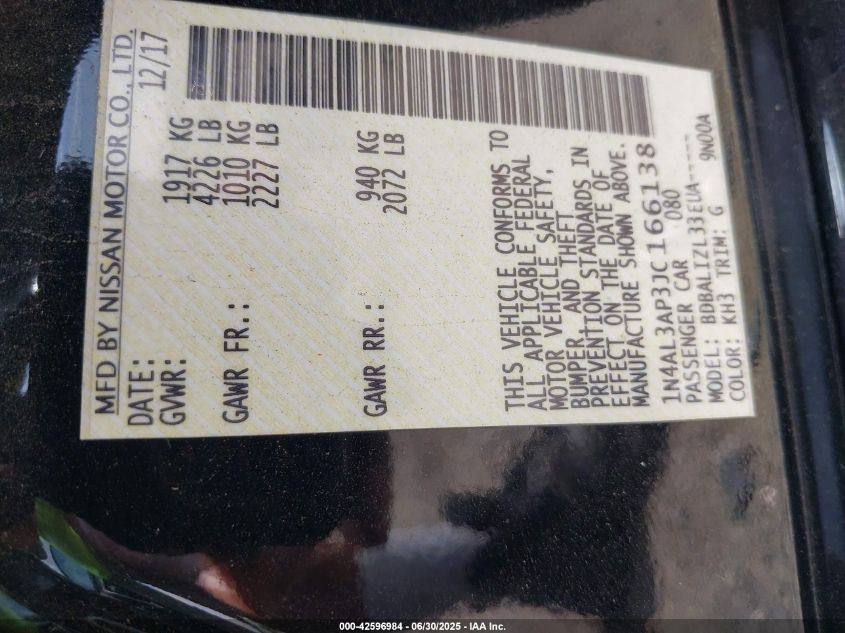 MFD BY NISSAN MOTOR CO., LTD.
DATE: 12/17
GVWR: 1917 KG
4226 LB
GAWR FR.: 1010 KG
2227 LB
GAWR RR.: 940 KG
2072 LB
THIS VEHICLE CONFORMS TO
ALL APPLICABLE FEDERAL
MOTOR VEHICLE SAFETY,
BUMPER AND THEFT
PREVENTION STANDARDS IN
EFFECT ON THE DATE OF
MANUFACTURE SHOWN ABOVE.
1N4AL3AP3JC166138
PASSENGER CAR 080
MODEL: BDBALIZL33EUA-----
COLOR: KH3 TRIM: G 9N00A
000-42596984 - 06/30/2025 - IAA Inc.